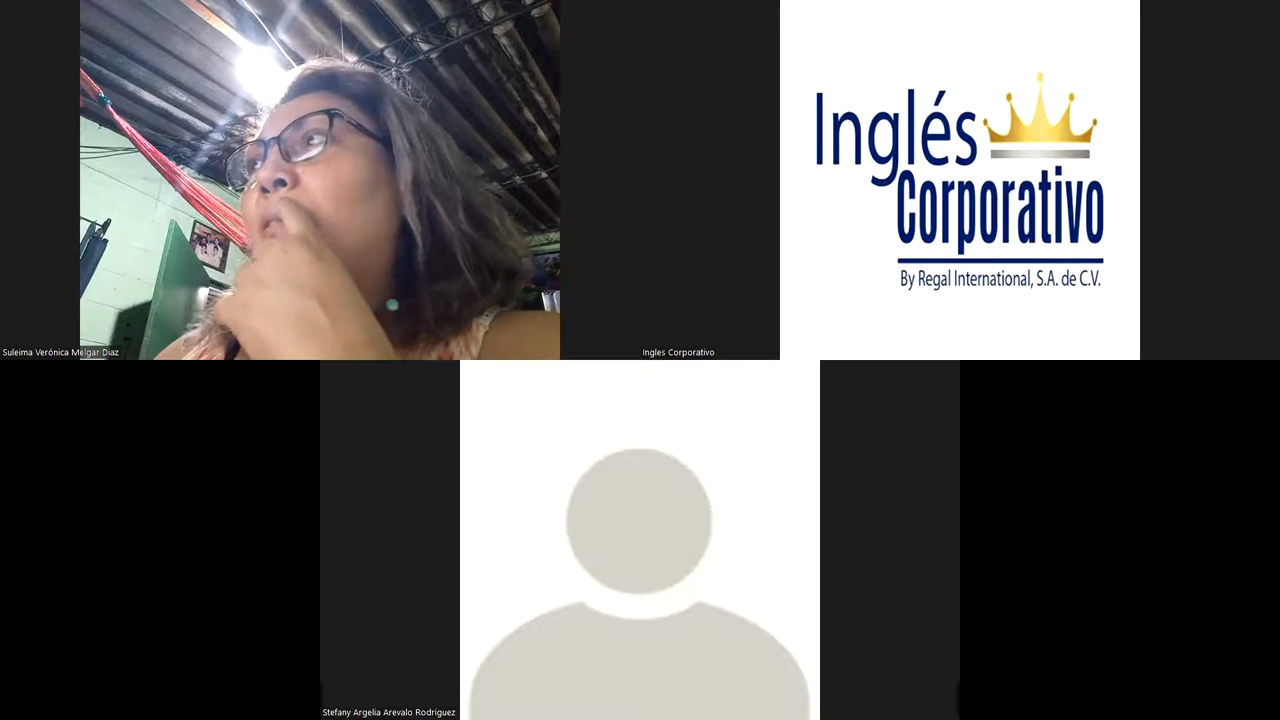 Inglés
Corporativo
By Regal International, S.A. de C.V.
Suleima Verónica Melgar Diaz
Ingles Corporativo
Stefany Argelia Arevalo Rodriguez